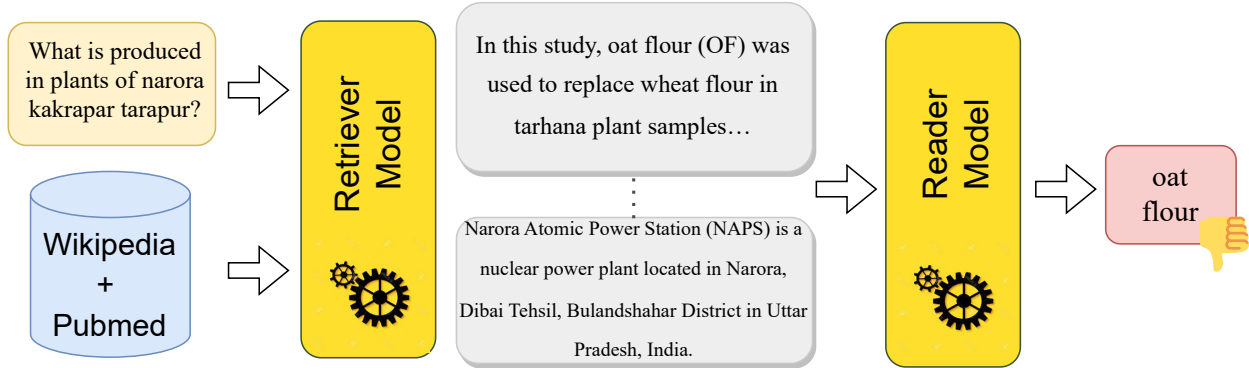 What is produced
in plants of narora
kakrapar tarapur?
Wikipedia
+
Pubmed
Retriever
Model
In this study, oat flour (OF) was
used to replace wheat flour in
tarhana plant samples…
Narora Atomic Power Station (NAPS) is a
nuclear power plant located in Narora,
Dibai Tehsil, Bulandshahar District in Uttar
Pradesh, India.
Reader
Model
oat
flour